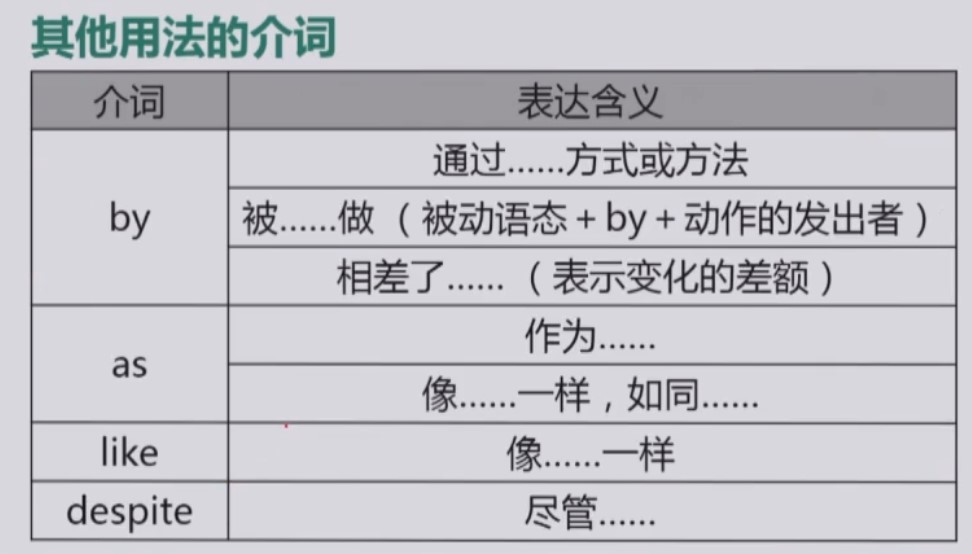 其他用法的介词
介词 表达含义
通过......方式或方法
by 被......做（被动语态+by+动作的发出者）
相差了......（表示变化的差额）
作为......
as
像......一样，如同......
like 像......一样
despite 尽管......